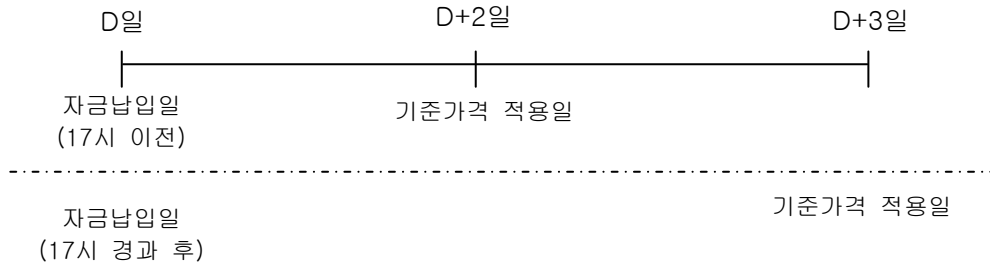 D일 D+2일 D+3일
자금납입일
(17시 이전)
기준가격 적용일
자금납입일
(17시 경과 후)
기준가격 적용일